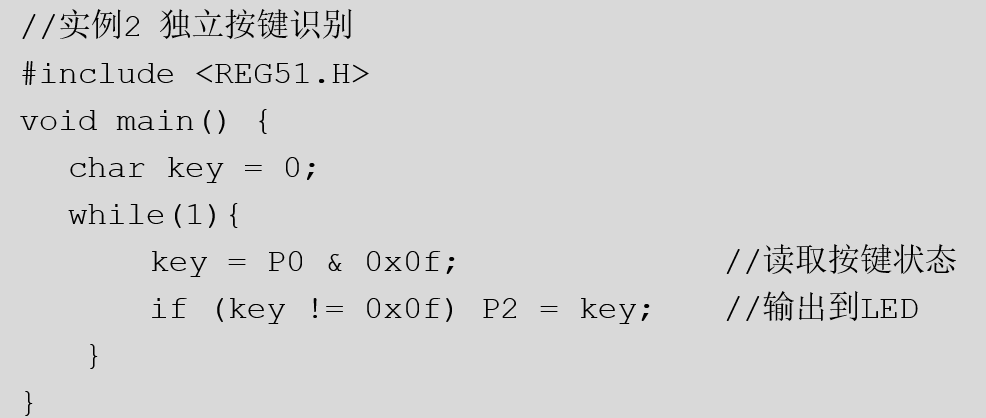 //实例2 独立按键识别
#include <REG51.H>
void main() {
char key = 0;
while(1){
key = P0 & 0x0f; //读取按键状态
if (key != 0x0f) P2 = key; //输出到LED
}
}